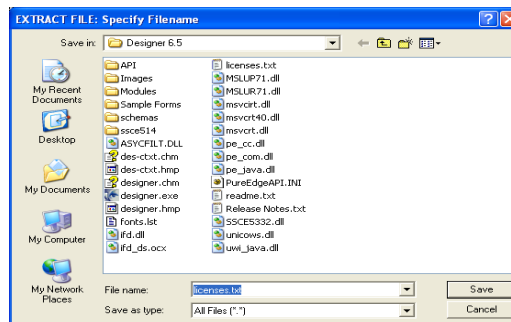 EXTRACT FILE: Specify Filename
Save in: Designer 6.5
My Recent Documents
Desktop
My Documents
My Computer
My Network Places
API
Images
Modules
Sample Forms
schemas
ssce514
ASYCFILT.DLL
des-ctxt.chm
des-ctxt.hmp
designer.chm
designer.exe
designer.hmp
fonts.lst
ifd.dll
ifd_ds.ocx
licenses.txt
MSLUP71.dll
MSLUR71.dll
msvcirt.dll
msvcrt40.dll
msvcrt.dll
pe_cc.dll
pe_com.dll
pe_java.dll
PureEdgeAPI.INI
readme.txt
Release Notes.txt
SSCE5332.dll
unicows.dll
uwi_java.dll
File name: licenses.txt Save
Save as type: All Files (*.*) Cancel